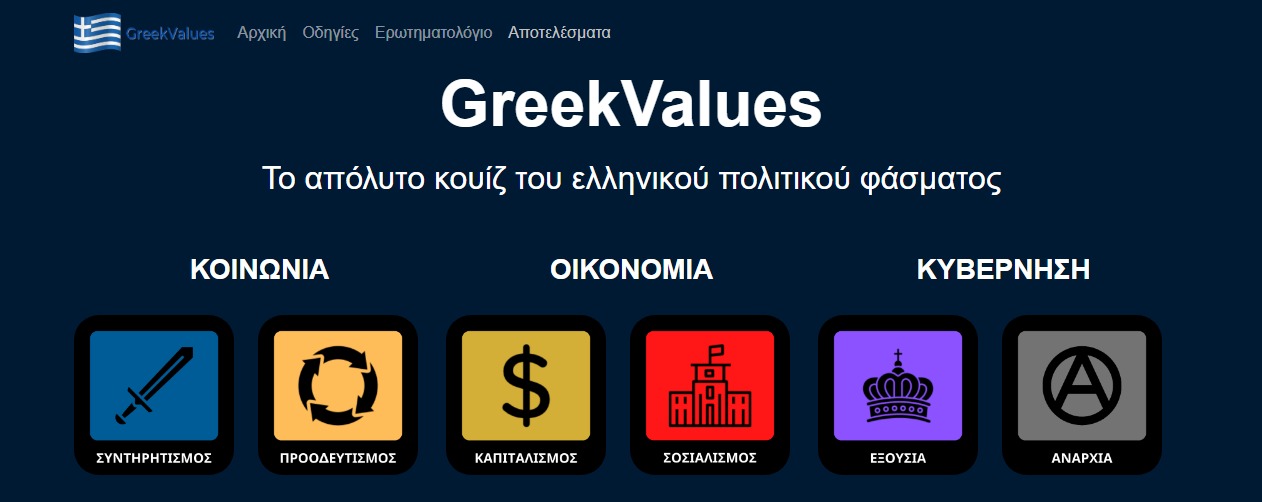 GreekValues Αρχική Οδηγίες Ερωτηματολόγιο Αποτελέσματα
GreekValues
Το απόλυτο κουίζ του ελληνικού πολιτικού φάσματος
ΚΟΙΝΩΝΙΑ ΟΙΚΟΝΟΜΙΑ ΚΥΒΕΡΝΗΣΗ
ΣΥΝΤΗΡΗΤΙΣΜΟΣ ΠΡΟΟΔΕΥΤΙΣΜΟΣ ΚΑΠΙΤΑΛΙΣΜΟΣ ΣΟΣΙΑΛΙΣΜΟΣ ΕΞΟΥΣΙΑ ΑΝΑΡΧΙΑ